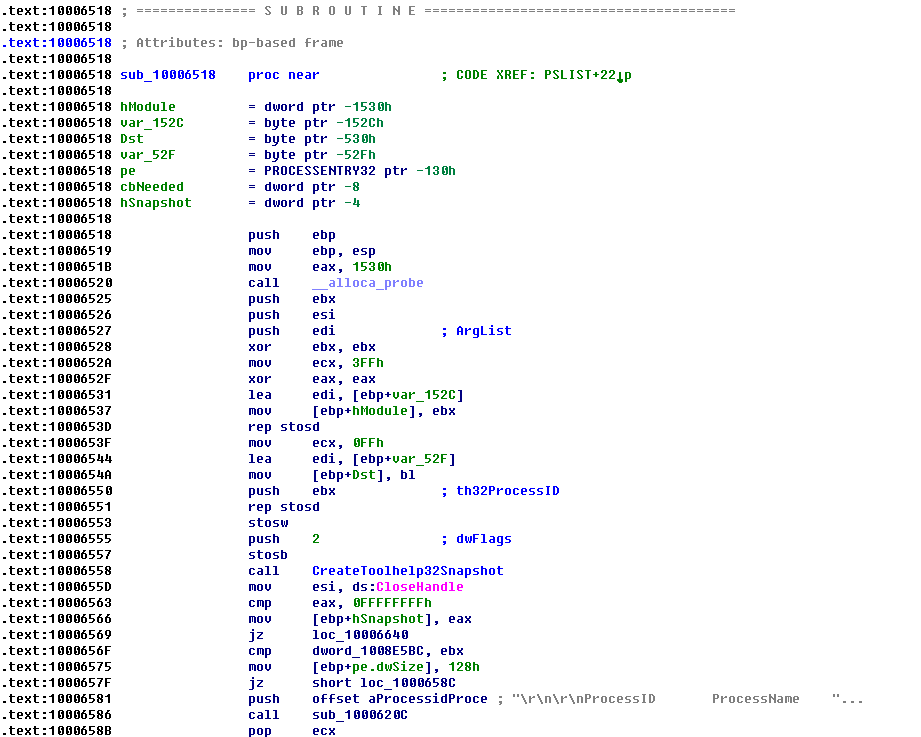 .text:10006518 ; =============== S U B R O U T I N E =======================================
.text:10006518
.text:10006518 ; Attributes: bp-based frame
.text:10006518
.text:10006518 sub_10006518    proc near               ; CODE XREF: PSLIST+22↓p
.text:10006518
.text:10006518 hModule         = dword ptr -1530h
.text:10006518 var_152C        = byte ptr -152Ch
.text:10006518 Dst             = byte ptr -530h
.text:10006518 var_52F         = byte ptr -52Fh
.text:10006518 pe              = PROCESSENTRY32 ptr -130h
.text:10006518 cbNeeded        = dword ptr -8
.text:10006518 hSnapshot       = dword ptr -4
.text:10006518
.text:10006518                 push    ebp
.text:10006519                 mov     ebp, esp
.text:1000651B                 mov     eax, 1530h
.text:10006520                 call    __alloca_probe
.text:10006525                 push    ebx
.text:10006526                 push    esi
.text:10006527                 push    edi             ; ArgList
.text:10006528                 xor     ebx, ebx
.text:1000652A                 mov     ecx, 3FFh
.text:1000652F                 xor     eax, eax
.text:10006531                 lea     edi, [ebp+var_152C]
.text:10006537                 mov     [ebp+hModule], ebx
.text:1000653D                 rep stosd
.text:1000653F                 mov     ecx, 0FFh
.text:10006544                 lea     edi, [ebp+var_52F]
.text:1000654A                 mov     [ebp+Dst], bl
.text:10006550                 push    ebx             ; th32ProcessID
.text:10006551                 rep stosd
.text:10006553                 stosw
.text:10006555                 push    2               ; dwFlags
.text:10006557                 stosb
.text:10006558                 call    CreateToolhelp32Snapshot
.text:1000655D                 mov     esi, ds:CloseHandle
.text:10006563                 cmp     eax, 0FFFFFFFFh
.text:10006566                 mov     [ebp+hSnapshot], eax
.text:10006569                 jz      loc_10006640
.text:1000656F                 cmp     dword_1008E5BC, ebx
.text:10006575                 mov     [ebp+pe.dwSize], 128h
.text:1000657F                 jz      short loc_1000658C
.text:10006581                 push    offset aProcessidProce ; "\r\n\r\nProcessID       ProcessName    "...
.text:10006586                 call    sub_1000620C
.text:1000658B                 pop     ecx